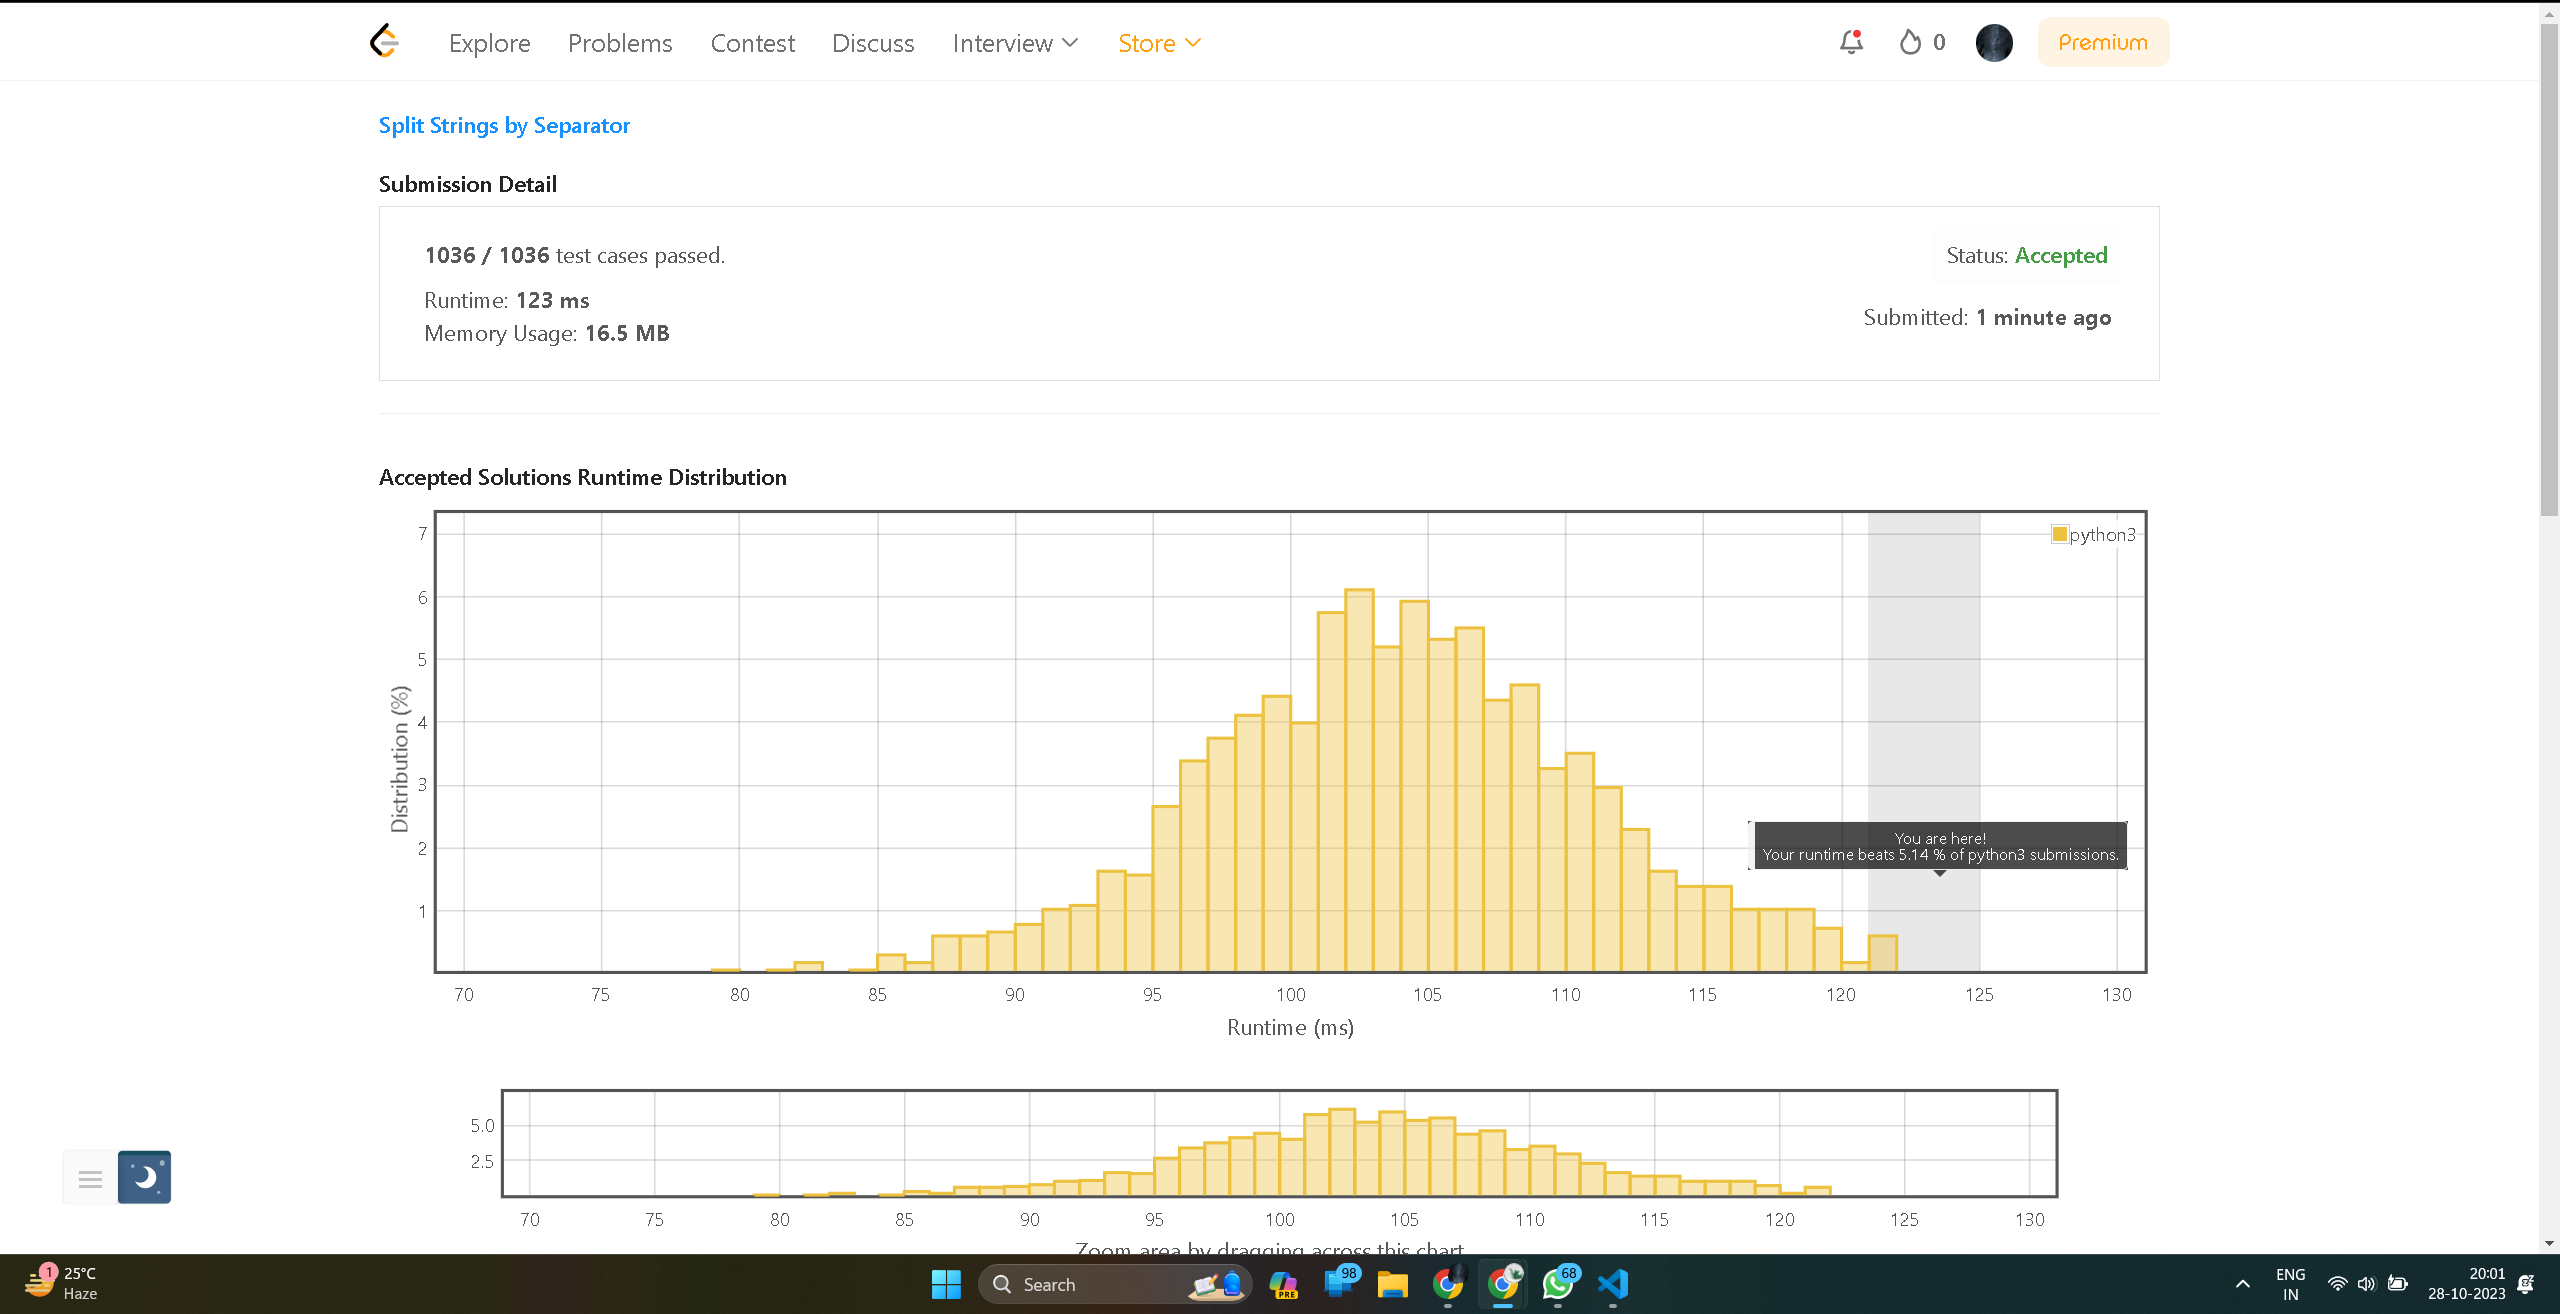 Explore Problems Contest Discuss Interview Store 0 Premium
Split Strings by Separator
Submission Detail
1036 / 1036 test cases passed.
Status: Accepted
Runtime: 123 ms
Submitted: 1 minute ago
Memory Usage: 16.5 MB
Accepted Solutions Runtime Distribution
7
python3
6
5
4
3
2
1
Distribution (%)
You are here!
Your runtime beats 5.14 % of python3 submissions.
70 75 80 85 90 95 100 105 110 115 120 125 130
Runtime (ms)
5.0
2.5
70 75 80 85 90 95 100 105 110 115 120 125 130
Zoom area by dragging across this chart
1 25°C
Haze
Search
PRE
98
68
ENG
IN
20:01
28-10-2023